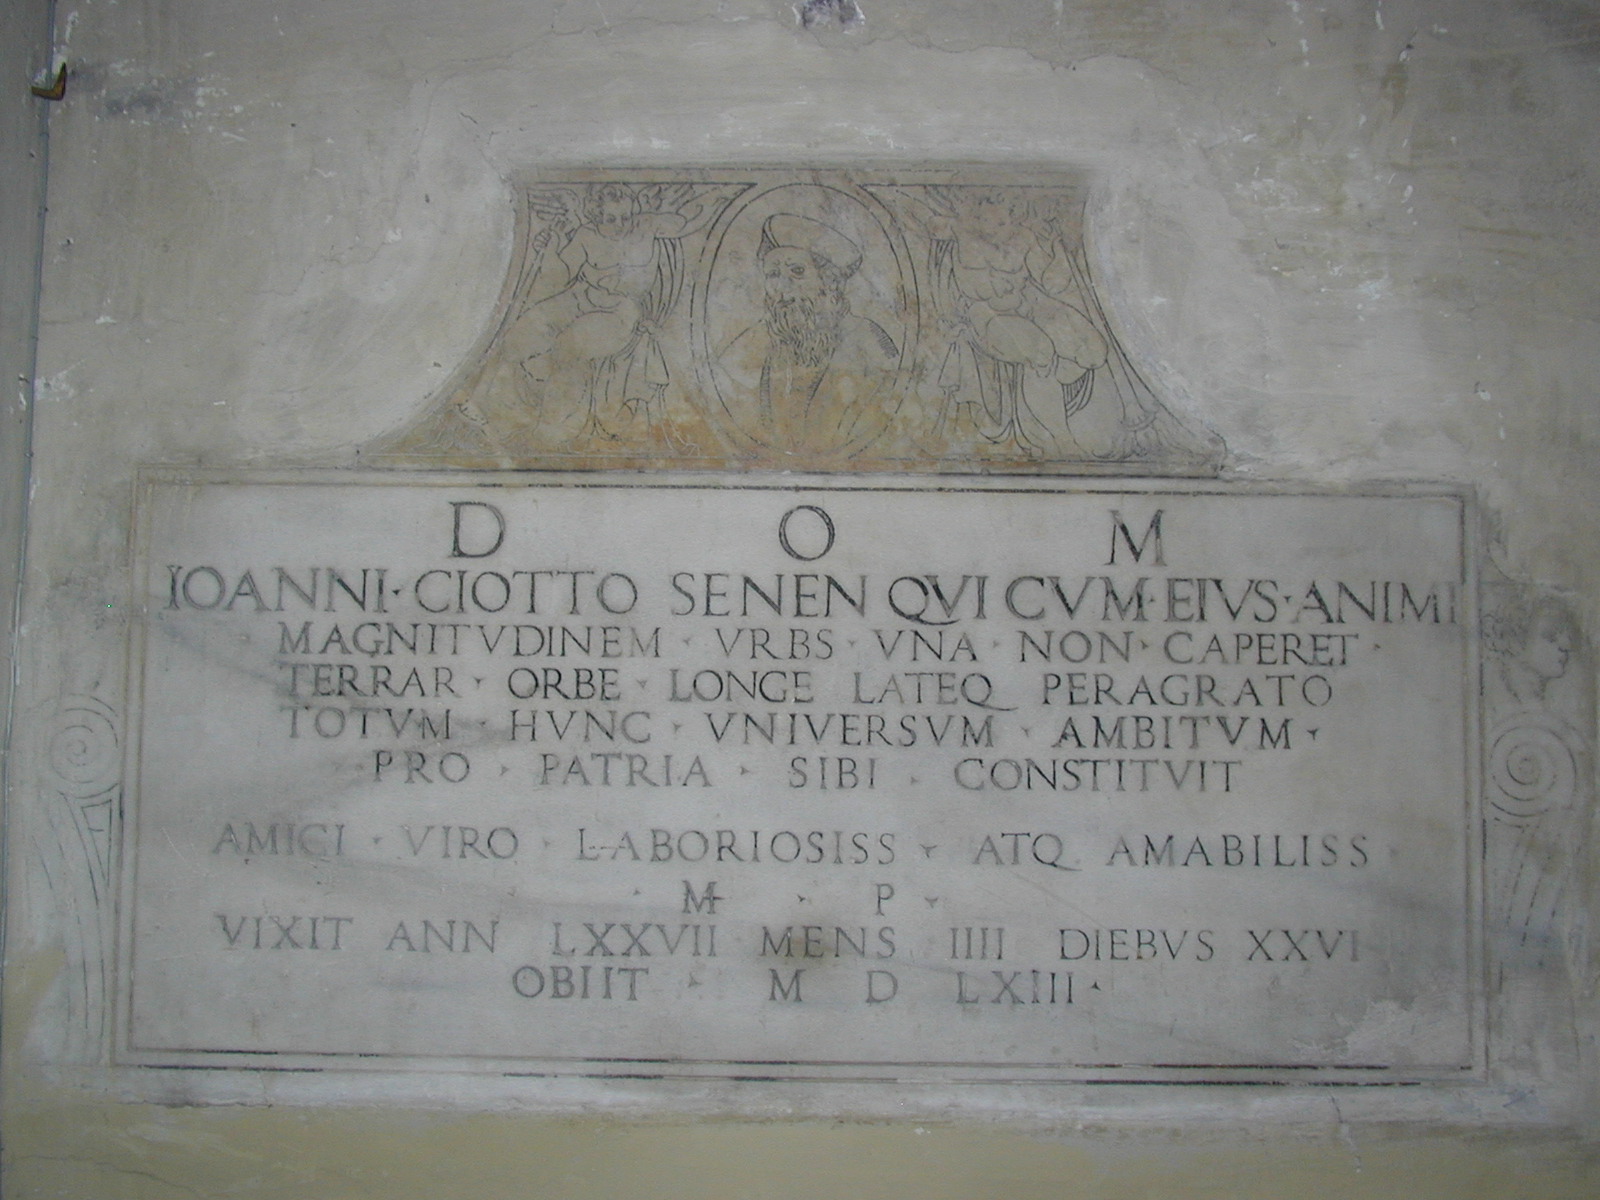 D O M
IOANNI · CIOTTO SENEN QVI CVM · EIVS · ANIMI
MAGNITVDINEM · VRBS · VNA · NON · CAPERET ·
TERRAR · ORBE · LONGE LATEQ PERAGRATO
TOTVM · HVNC · VNIVERSVM · AMBITVM ·
PRO · PATRIA · SIBI · CONSTITVIT
AMICI · VIRO · LABORIOSISS · ATQ AMABILISS
· M · P ·
VIXIT ANN LXXVII MENS IIII DIEBVS XXVI
OBIIT · M D LXIII ·